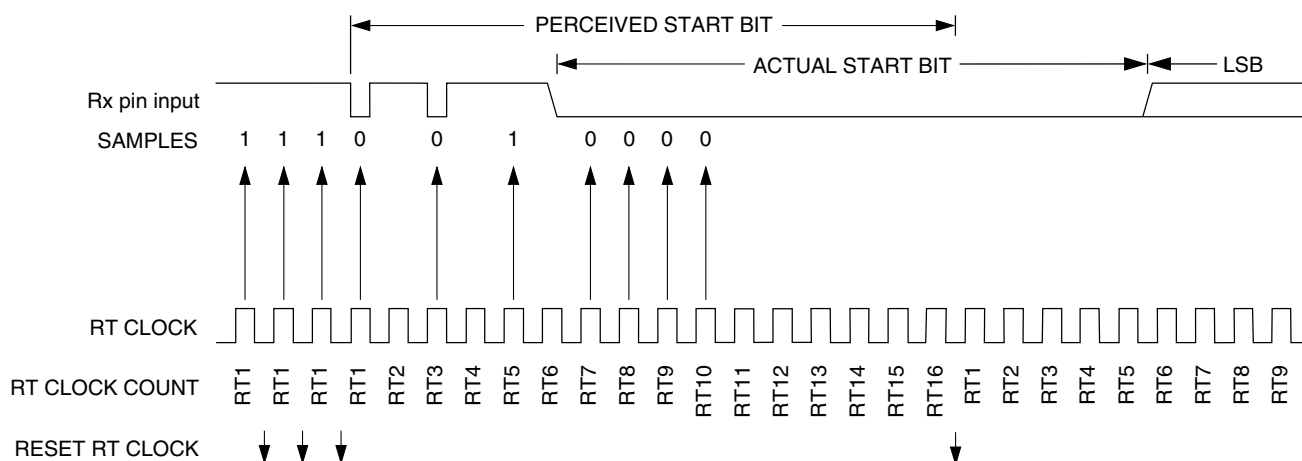 PERCEIVED START BIT
ACTUAL START BIT LSB
Rx pin input
SAMPLES 1 1 1 0 0 1 0 0 0 0
RT CLOCK
RT CLOCK COUNT RT1 RT1 RT1 RT1 RT2 RT3 RT4 RT5 RT6 RT7 RT8 RT9 RT10 RT11 RT12 RT13 RT14 RT15 RT16 RT1 RT2 RT3 RT4 RT5 RT6 RT7 RT8 RT9
RESET RT CLOCK